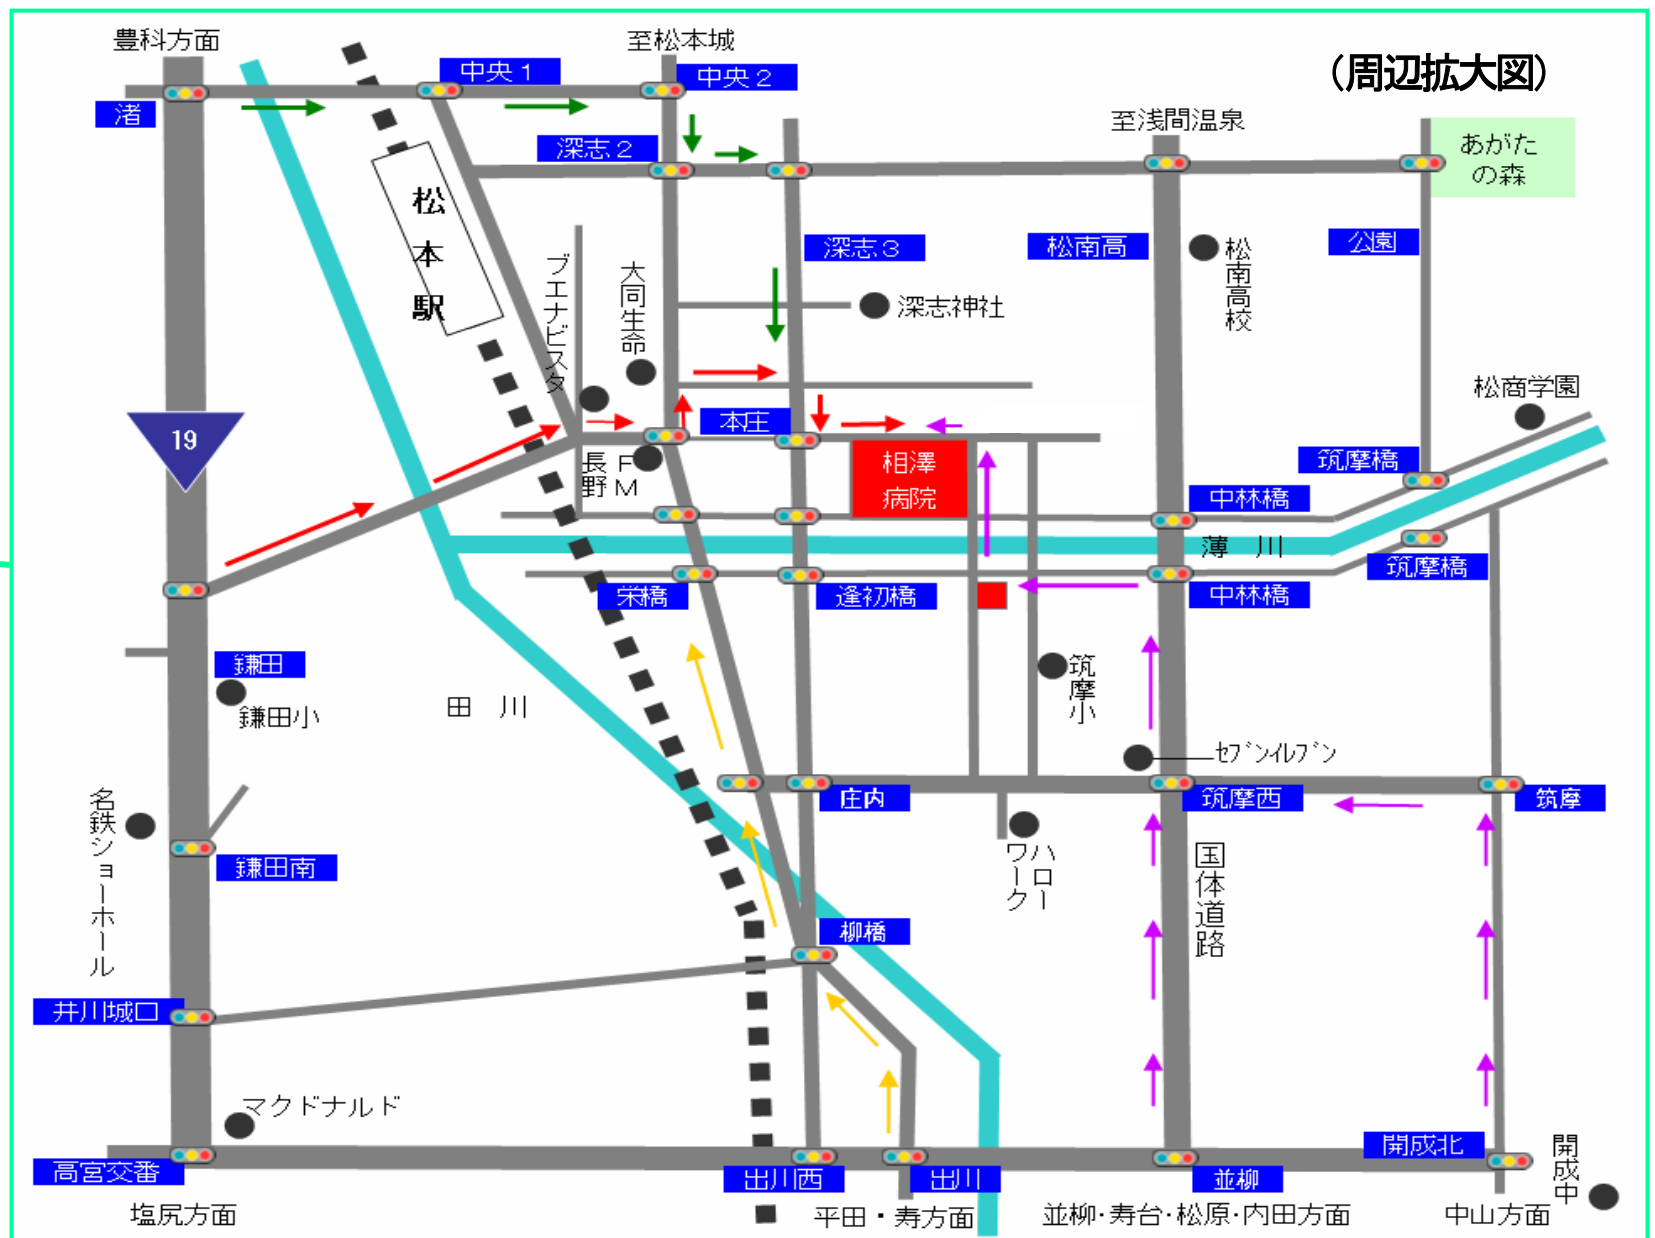 豊科方面
至松本城
(周辺拡大図)
中央1
中央2
渚
至浅間温泉
深志2
あがた
の森
松本駅
深志3
松南高
公園
松南高校
ブエナビスタ
大同生命
深志神社
松商学園
19
本庄
長野
FM
相澤
病院
筑摩橋
中林橋
薄 川
筑摩橋
栄橋
逢初橋
中林橋
鎌田
鎌田小
田 川
筑摩小
セブンイレブン
名鉄ショーホール
庄内
筑摩西
筑摩
鎌田南
ハロー
ワーク
国体道路
柳橋
井川城口
マクドナルド
開成北
開成中
高宮交番
出川西
出川
並柳
塩尻方面
平田・寿方面
並柳・寿台・松原・内田方面
中山方面